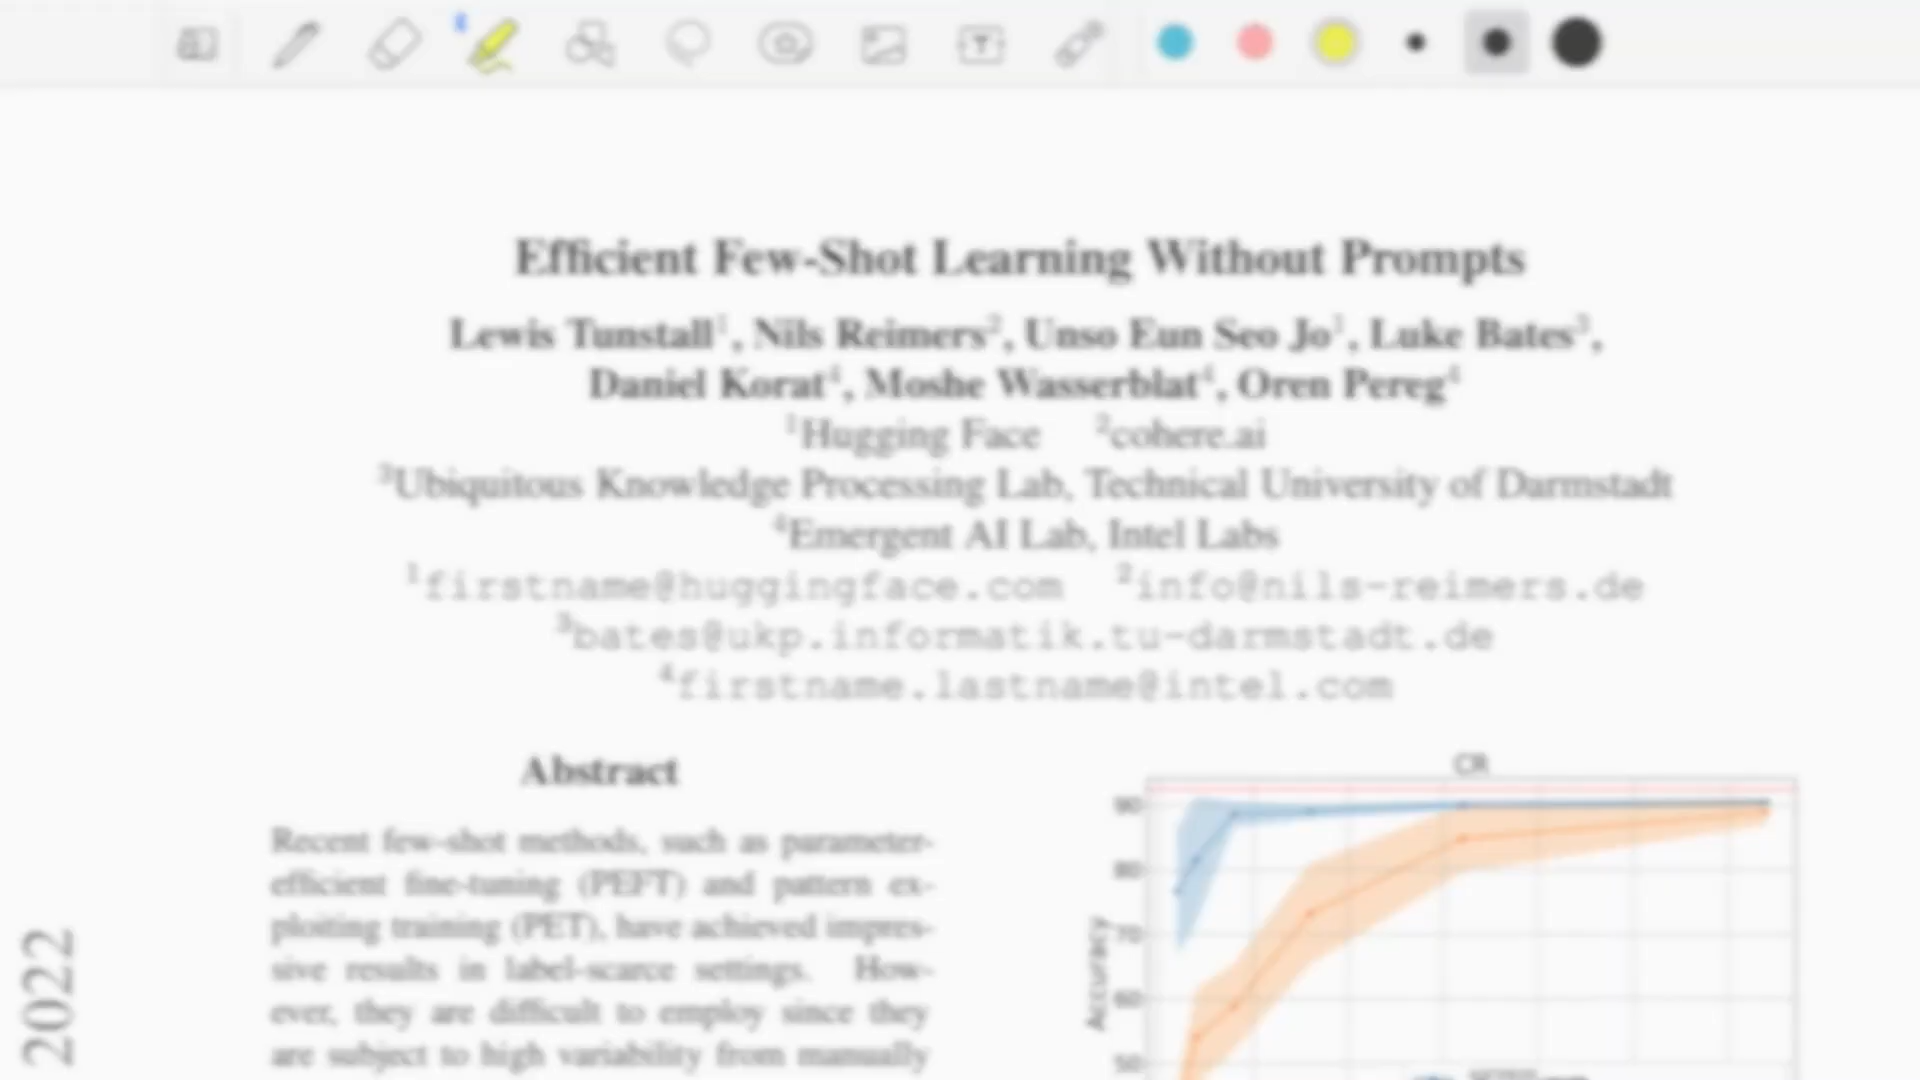 Efficient Few-Shot Learning Without Prompts
Lewis Tunstall¹, Nils Reimers², Unso Eun Seo Jo¹, Luke Bates³,
Daniel Korat⁴, Moshe Wasserblat⁴, Oren Pereg⁴
¹Hugging Face ²cohere.ai
³Ubiquitous Knowledge Processing Lab, Technical University of Darmstadt
⁴Emergent AI Lab, Intel Labs
¹firstname@huggingface.com ²info@nils-reimers.de
³bates@ukp.informatik.tu-darmstadt.de
⁴firstname.lastname@intel.com
Abstract
Recent few-shot methods, such as parameter-
efficient fine-tuning (PEFT) and pattern ex-
ploiting training (PET), have achieved impres-
sive results in label-scarce settings. How-
ever, they are difficult to employ since they
are subject to high variability from manually
2022
CR
90
80
70
60
50
Accuracy